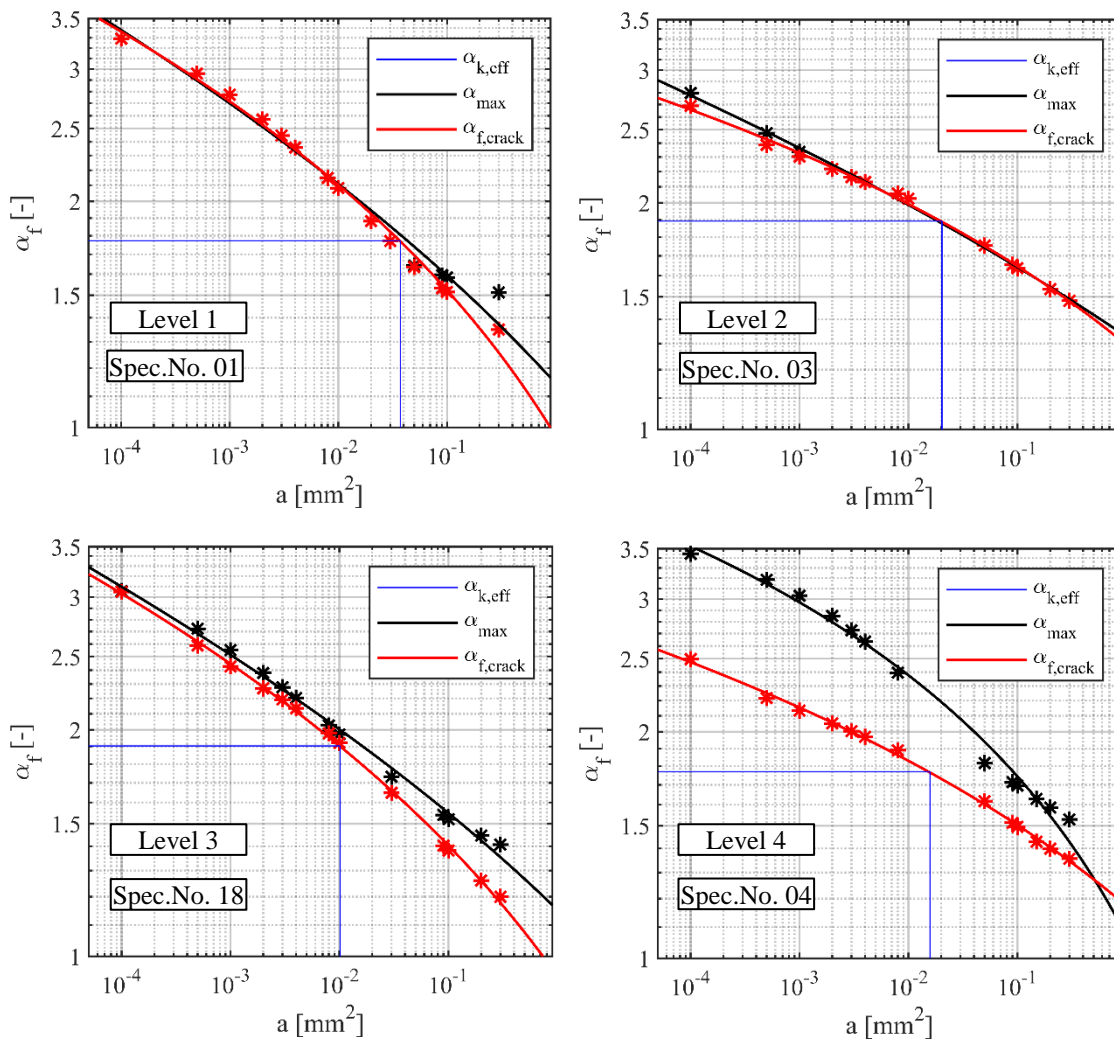 3.5
3
2.5
2
1.5
1
α_f [-]
α_k,eff
α_max
α_f,crack
Level 1
Spec.No. 01
10^-4 10^-3 10^-2 10^-1
a [mm^2]
3.5
3
2.5
2
1.5
1
α_f [-]
α_k,eff
α_max
α_f,crack
Level 2
Spec.No. 03
10^-4 10^-3 10^-2 10^-1
a [mm^2]
3.5
3
2.5
2
1.5
1
α_f [-]
α_k,eff
α_max
α_f,crack
Level 3
Spec.No. 18
10^-4 10^-3 10^-2 10^-1
a [mm^2]
3.5
3
2.5
2
1.5
1
α_f [-]
α_k,eff
α_max
α_f,crack
Level 4
Spec.No. 04
10^-4 10^-3 10^-2 10^-1
a [mm^2]